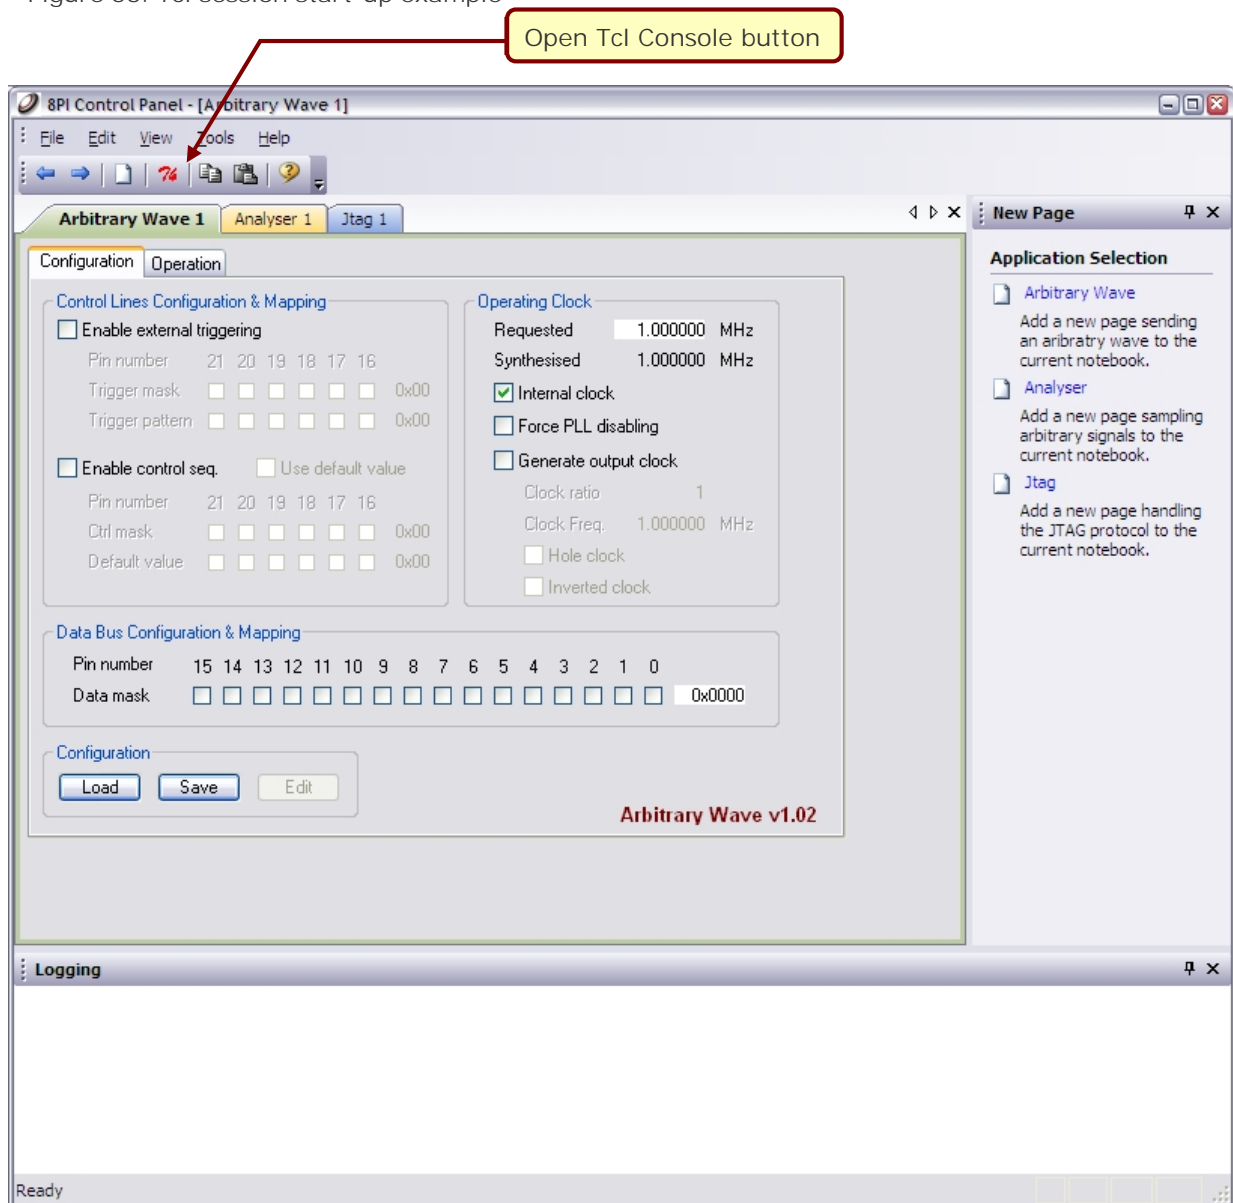 Open Tcl Console button
8PI Control Panel - [Arbitrary Wave 1]
File Edit View Tools Help
Arbitrary Wave 1 Analyser 1 Jtag 1
Configuration Operation
Control Lines Configuration & Mapping
Enable external triggering
Pin number 21 20 19 18 17 16
Trigger mask 0x00
Trigger pattern 0x00
Enable control seq. Use default value
Pin number 21 20 19 18 17 16
Ctrl mask 0x00
Default value 0x00
Operating Clock
Requested 1.000000 MHz
Synthesised 1.000000 MHz
Internal clock
Force PLL disabling
Generate output clock
Clock ratio 1
Clock Freq. 1.000000 MHz
Hole clock
Inverted clock
Data Bus Configuration & Mapping
Pin number 15 14 13 12 11 10 9 8 7 6 5 4 3 2 1 0
Data mask 0x0000
Configuration
Load Save Edit
Arbitrary Wave v1.02
New Page
Application Selection
Arbitrary Wave
Add a new page sending
an aribratry wave to the
current notebook.
Analyser
Add a new page sampling
arbitrary signals to the
current notebook.
Jtag
Add a new page handling
the JTAG protocol to the
current notebook.
Logging
Ready